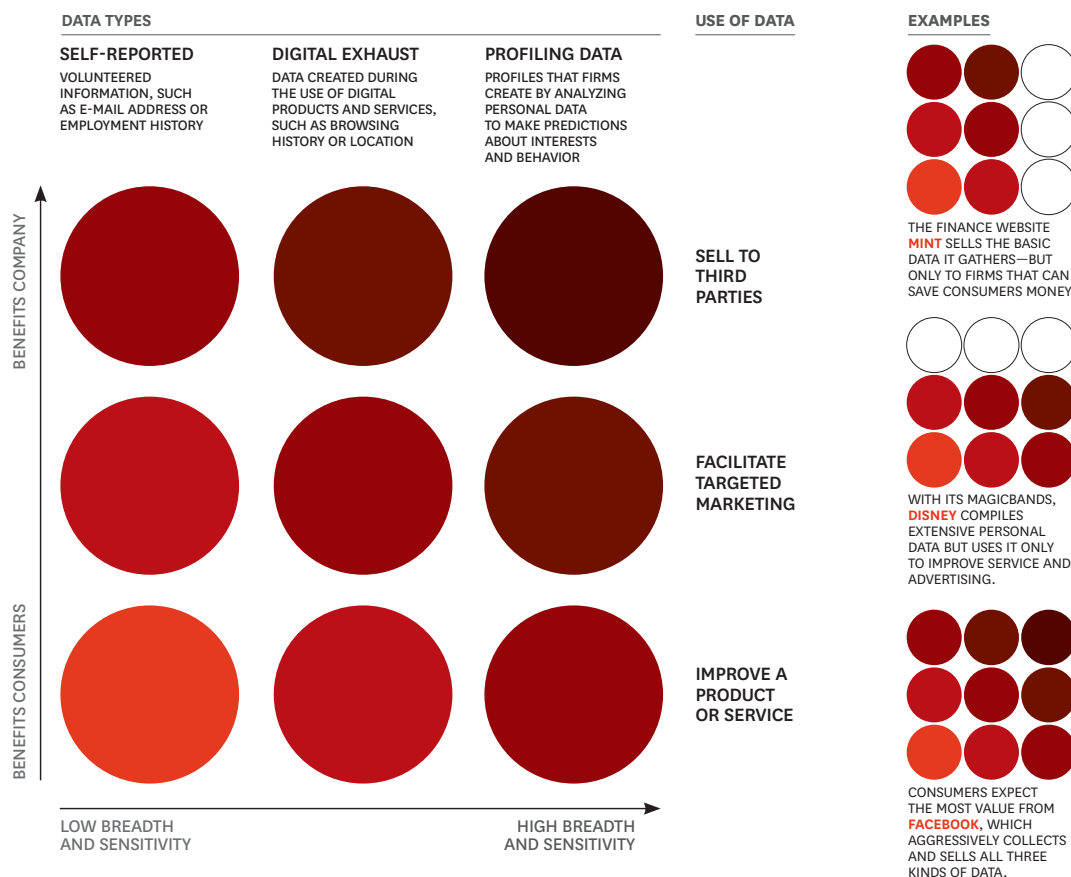 DATA TYPES
USE OF DATA
EXAMPLES
SELF-REPORTED
VOLUNTEERED
INFORMATION, SUCH
AS E-MAIL ADDRESS OR
EMPLOYMENT HISTORY
DIGITAL EXHAUST
DATA CREATED DURING
THE USE OF DIGITAL
PRODUCTS AND SERVICES,
SUCH AS BROWSING
HISTORY OR LOCATION
PROFILING DATA
PROFILES THAT FIRMS
CREATE BY ANALYZING
PERSONAL DATA
TO MAKE PREDICTIONS
ABOUT INTERESTS
AND BEHAVIOR
BENEFITS COMPANY
BENEFITS CONSUMERS
SELL TO
THIRD
PARTIES
FACILITATE
TARGETED
MARKETING
IMPROVE A
PRODUCT
OR SERVICE
LOW BREADTH
AND SENSITIVITY
HIGH BREADTH
AND SENSITIVITY
THE FINANCE WEBSITE
MINT SELLS THE BASIC
DATA IT GATHERS—BUT
ONLY TO FIRMS THAT CAN
SAVE CONSUMERS MONEY
WITH ITS MAGICBANDS,
DISNEY COMPILES
EXTENSIVE PERSONAL
DATA BUT USES IT ONLY
TO IMPROVE SERVICE AND
ADVERTISING.
CONSUMERS EXPECT
THE MOST VALUE FROM
FACEBOOK, WHICH
AGGRESSIVELY COLLECTS
AND SELLS ALL THREE
KINDS OF DATA.